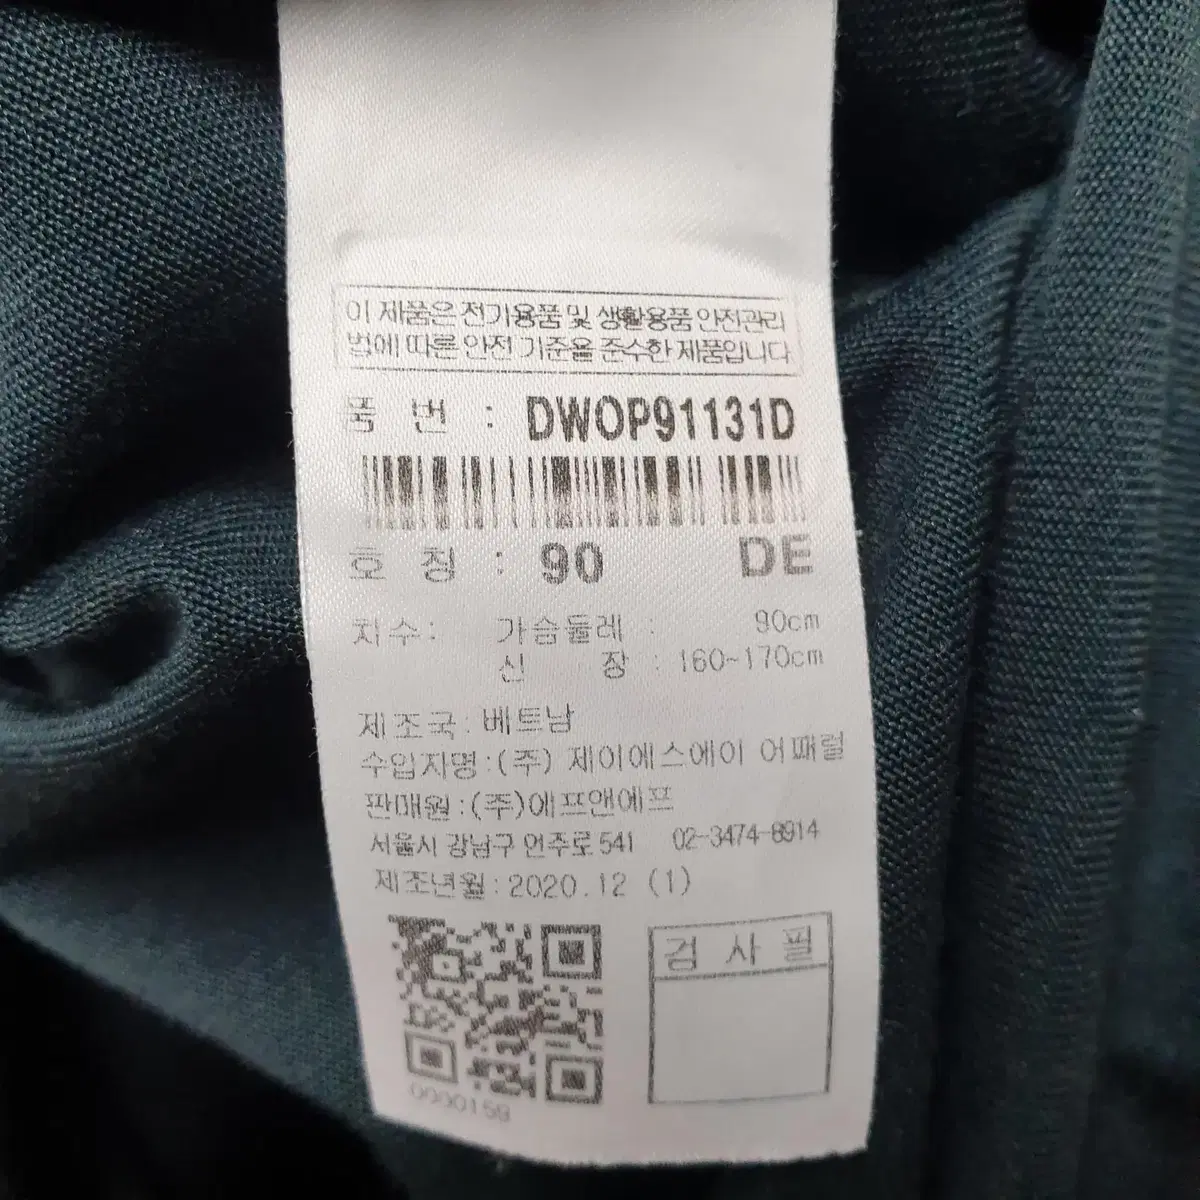 이 제품은 전기용품 및 생활용품 안전관리
법에 따른 안전 기준을 준수한 제품입니다
품 번 : DWOP91131D
호 칭 : 90 DE
치수: 가슴둘레 : 90cm
신 장 : 160~170cm
제조국: 베트남
수입자명:(주) 제이에스에이 어패럴
판매원:(주)에프앤에프
서울시 강남구 언주로 541 02-3474-8914
제조년월:2020.12 (1)
검 사 필
0000159